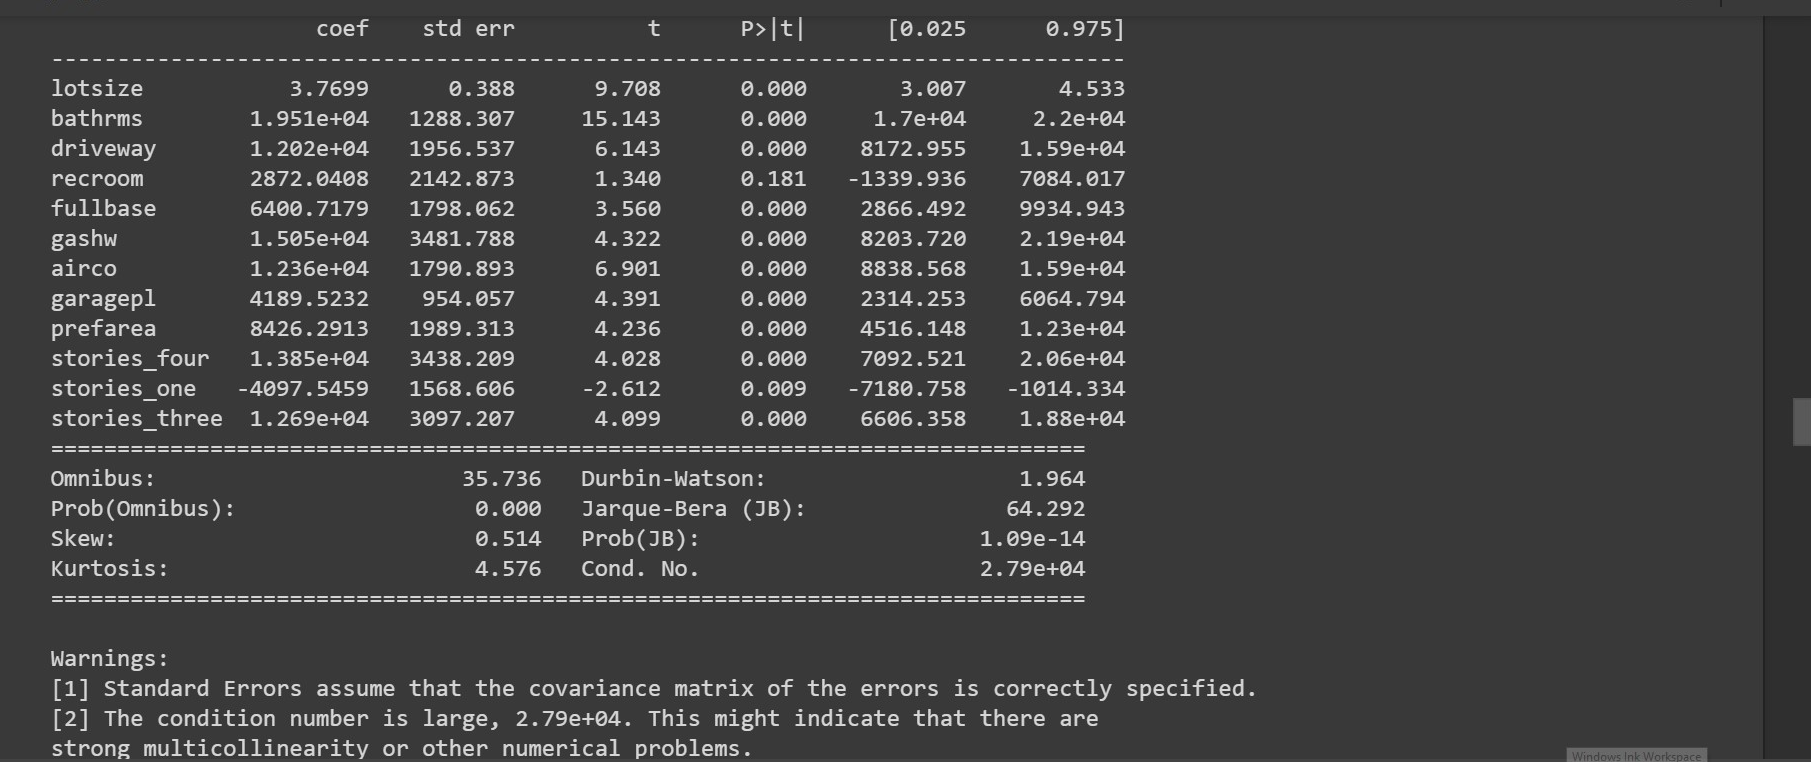 coef std err t P>|t| [0.025 0.975]
---------------------------------------------------------------------------------
lotsize 3.7699 0.388 9.708 0.000 3.007 4.533
bathrms 1.951e+04 1288.307 15.143 0.000 1.7e+04 2.2e+04
driveway 1.202e+04 1956.537 6.143 0.000 8172.955 1.59e+04
recroom 2872.0408 2142.873 1.340 0.181 -1339.936 7084.017
fullbase 6400.7179 1798.062 3.560 0.000 2866.492 9934.943
gashw 1.505e+04 3481.788 4.322 0.000 8203.720 2.19e+04
airco 1.236e+04 1790.893 6.901 0.000 8838.568 1.59e+04
garagepl 4189.5232 954.057 4.391 0.000 2314.253 6064.794
prefarea 8426.2913 1989.313 4.236 0.000 4516.148 1.23e+04
stories_four 1.385e+04 3438.209 4.028 0.000 7092.521 2.06e+04
stories_one -4097.5459 1568.606 -2.612 0.009 -7180.758 -1014.334
stories_three 1.269e+04 3097.207 4.099 0.000 6606.358 1.88e+04
==============================================================================
Omnibus: 35.736 Durbin-Watson: 1.964
Prob(Omnibus): 0.000 Jarque-Bera (JB): 64.292
Skew: 0.514 Prob(JB): 1.09e-14
Kurtosis: 4.576 Cond. No. 2.79e+04
==============================================================================
Warnings:
[1] Standard Errors assume that the covariance matrix of the errors is correctly specified.
[2] The condition number is large, 2.79e+04. This might indicate that there are
strong multicollinearity or other numerical problems.
Windows Ink Workspace